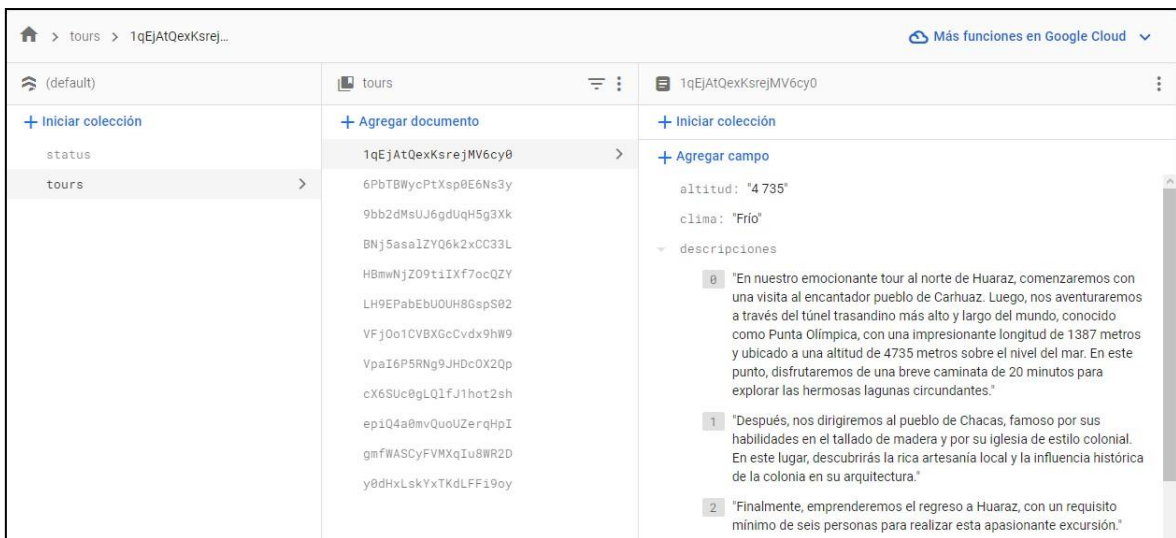 tours > 1qEjAtQexKsrej...
Más funciones en Google Cloud
(default)
tours
1qEjAtQexKsrejMV6cy0
+ Iniciar colección
+ Agregar documento
+ Iniciar colección
status
tours
1qEjAtQexKsrejMV6cy0
6PbTBWycPtXsp0E6Ns3y
9bb2dMsUJ6gdUqH5g3Xk
BNj5asalZYQ6k2xCC33L
HBmwNjZO9tiIXf7ocQZY
LH9EPabEbUOUH8GspS02
VFjOo1CVBXGcCvdx9hW9
VpaI6P5RNg9JHDcOX2Qp
cX6SUc0gLQlfJ1hot2sh
epiQ4a0mvQuoUZerqHpI
gmfWASCyFVMXqIu8WR2D
y0dHxLskYxTKdLFFi9oy
+ Agregar campo
altitud: "4 735"
clima: "Frío"
descripciones
0 "En nuestro emocionante tour al norte de Huaraz, comenzaremos con
una visita al encantador pueblo de Carhuaz. Luego, nos aventuraremos
a través del túnel trasandino más alto y largo del mundo, conocido
como Punta Olímpica, con una impresionante longitud de 1387 metros
y ubicado a una altitud de 4735 metros sobre el nivel del mar. En este
punto, disfrutaremos de una breve caminata de 20 minutos para
explorar las hermosas lagunas circundantes."
1 "Después, nos dirigiremos al pueblo de Chacas, famoso por sus
habilidades en el tallado de madera y por su iglesia de estilo colonial.
En este lugar, descubrirás la rica artesanía local y la influencia histórica
de la colonia en su arquitectura."
2 "Finalmente, emprenderemos el regreso a Huaraz, con un requisito
mínimo de seis personas para realizar esta apasionante excursión."